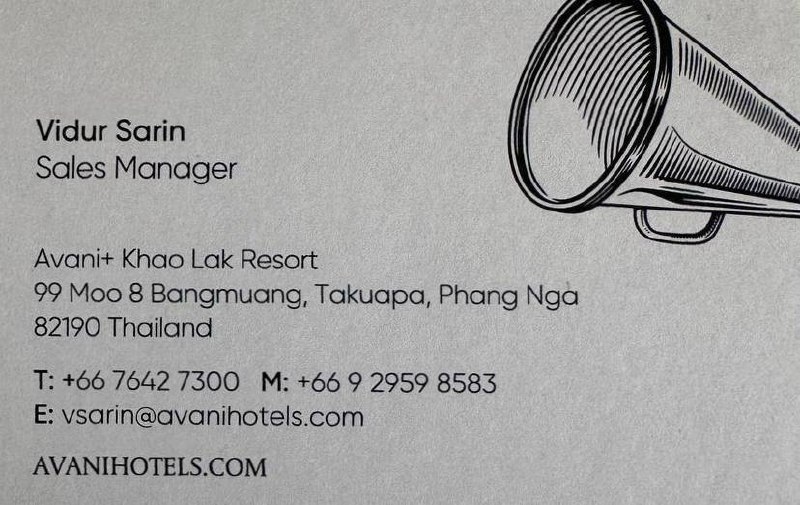 Vidur Sarin
Sales Manager
Avani+ Khao Lak Resort
99 Moo 8 Bangmuang, Takuapa, Phang Nga
82190 Thailand
T: +66 7642 7300 M: +66 9 2959 8583
E: vsarin@avanihotels.com
AVANIHOTELS.COM